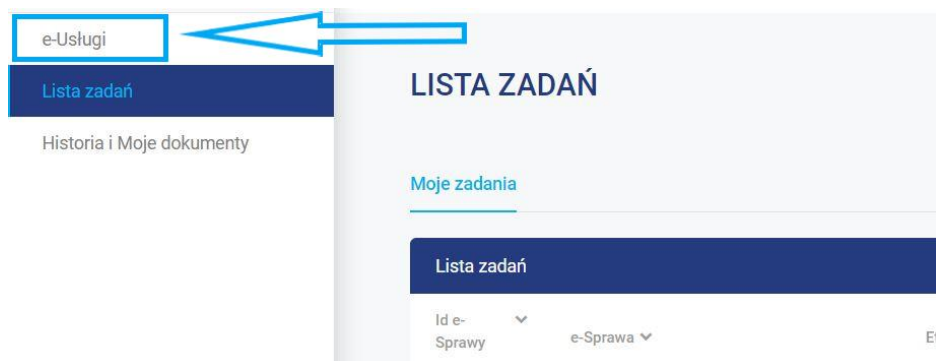 e-Usługi
Lista zadań
Historia i Moje dokumenty
LISTA ZADAŃ
Moje zadania
Lista zadań
Id e-
Sprawy
e-Sprawa